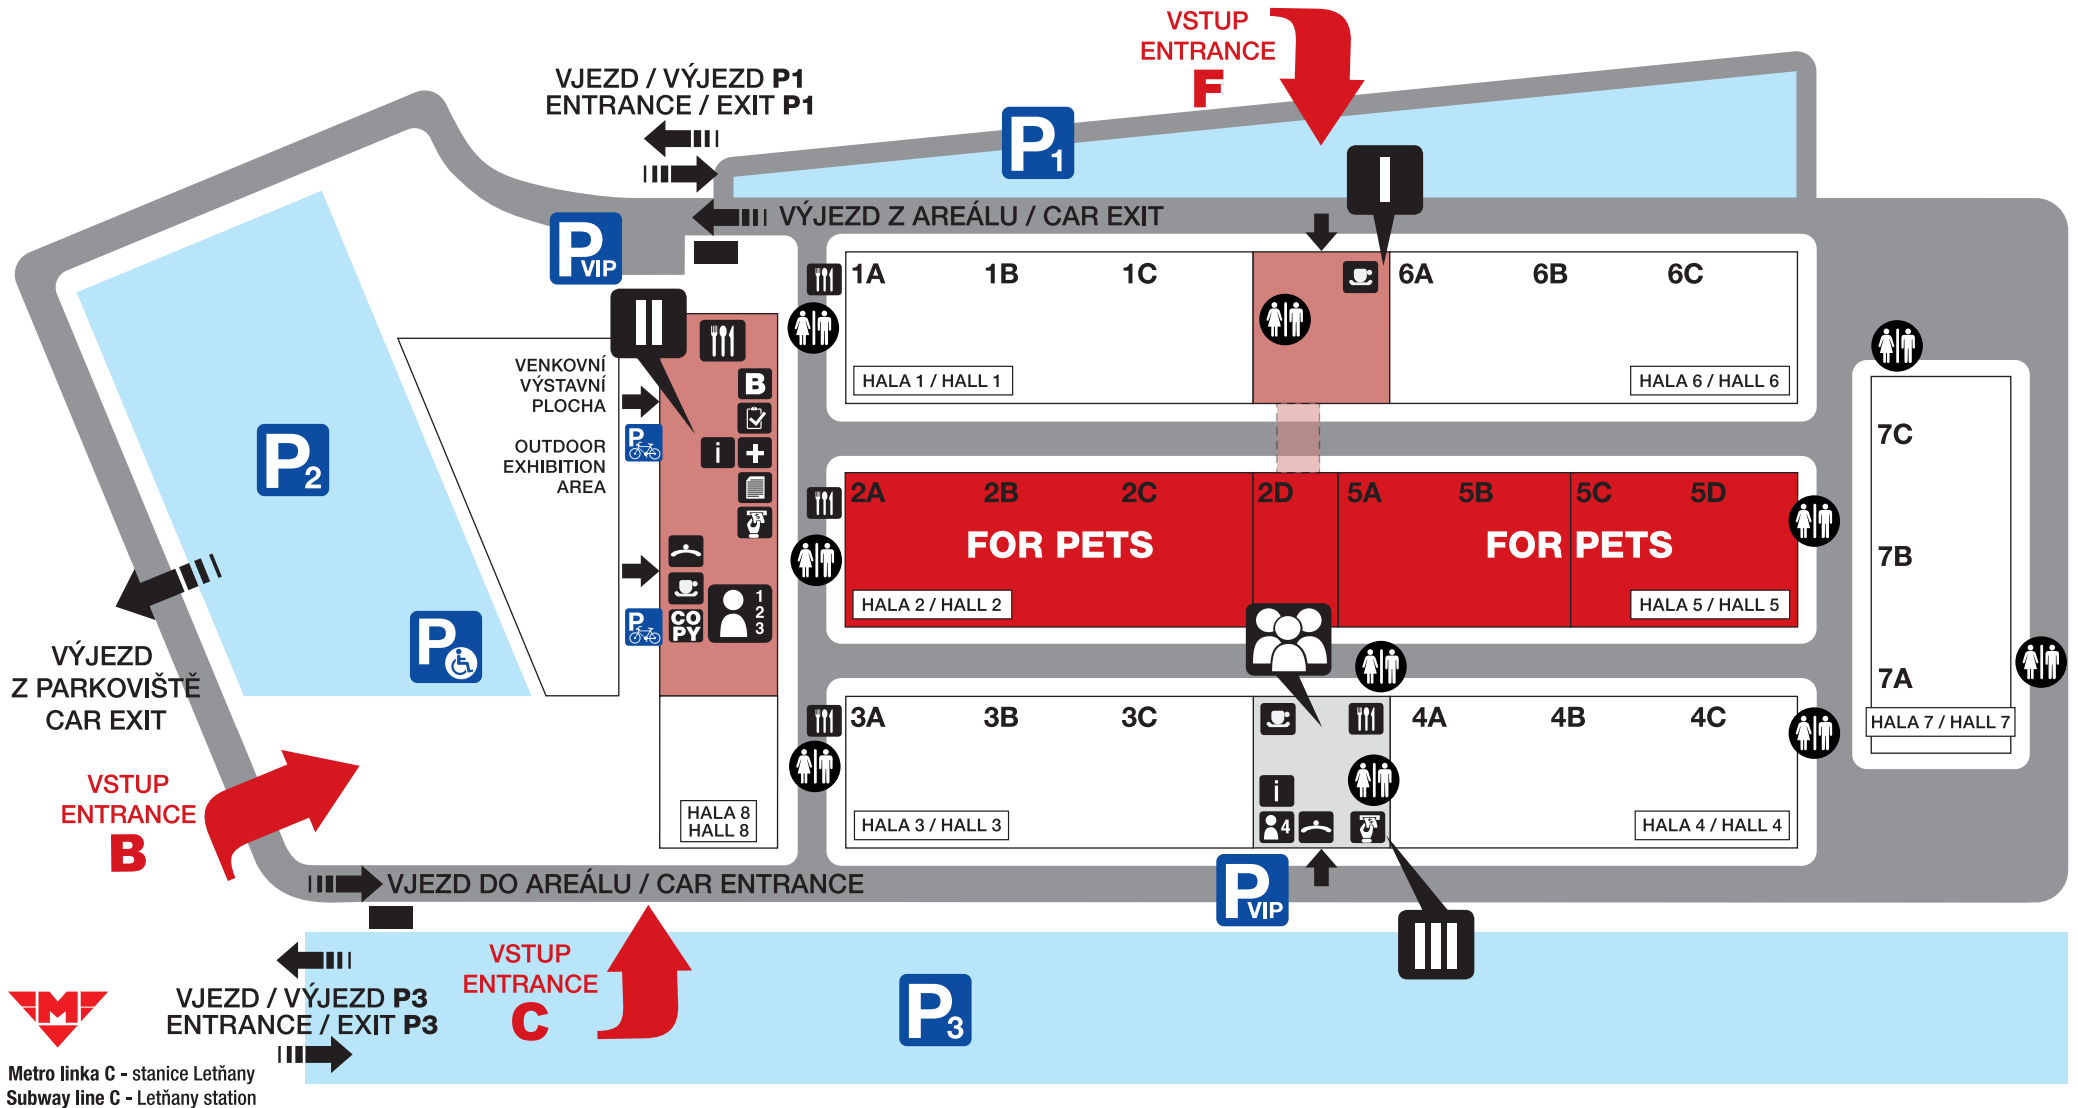 VSTUP
ENTRANCE
F
VJEZD / VÝJEZD P1
ENTRANCE / EXIT P1
P1
I
VÝJEZD Z AREÁLU / CAR EXIT
P VIP
II
1A 1B 1C 6A 6B 6C
HALA 1 / HALL 1
HALA 6 / HALL 6
VENKOVNÍ
VÝSTAVNÍ
PLOCHA
OUTDOOR
EXHIBITION
AREA
B
P
i
P2
2A 2B 2C 2D 5A 5B 5C 5D
FOR PETS
FOR PETS
HALA 2 / HALL 2
HALA 5 / HALL 5
7C
7B
7A
HALA 7 / HALL 7
P
CO
PY
1
2
3
P
VÝJEZD
Z PARKOVIŠTĚ
CAR EXIT
3A 3B 3C 4A 4B 4C
i
4
HALA 3 / HALL 3
HALA 4 / HALL 4
HALA 8
HALL 8
VSTUP
ENTRANCE
B
VJEZD DO AREÁLU / CAR ENTRANCE
P VIP
III
VSTUP
ENTRANCE
C
P3
VJEZD / VÝJEZD P3
ENTRANCE / EXIT P3
M
Metro linka C - stanice Letňany
Subway line C - Letňany station